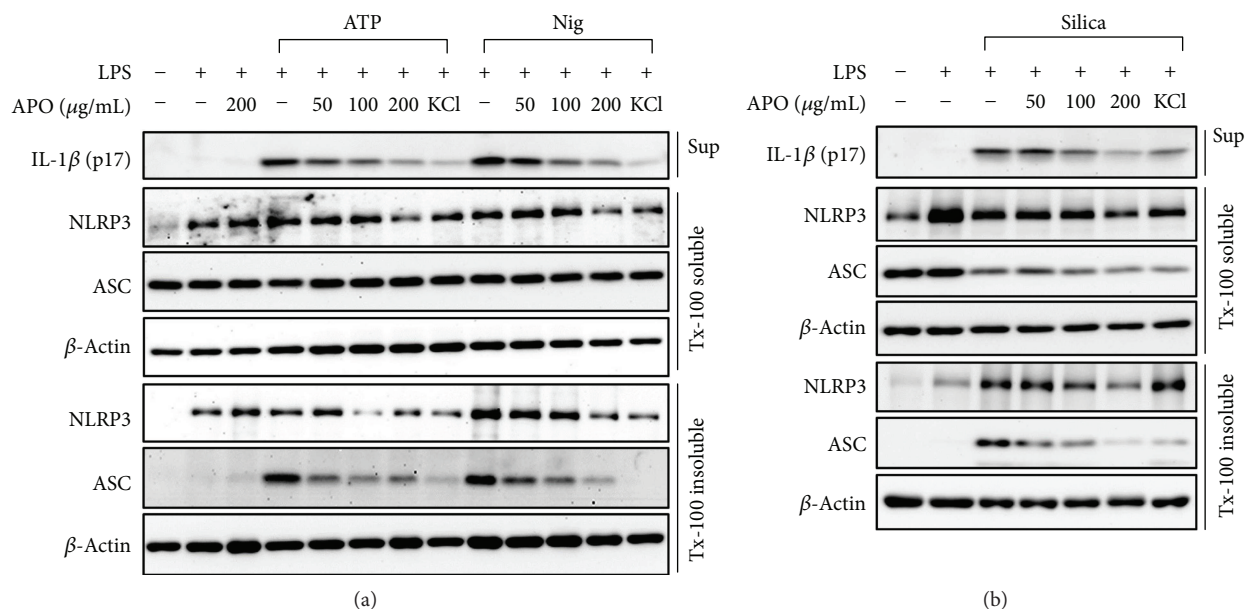 ATP Nig
LPS − + + + + + + + + + + + +
APO (μg/mL) − − 200 − 50 100 200 KCl − 50 100 200 KCl
IL-1β (p17) Sup
NLRP3
ASC
β-Actin
Tx-100 soluble
NLRP3
ASC
β-Actin
Tx-100 insoluble
(a)
Silica
LPS − + + + + + +
APO (μg/mL) − − − 50 100 200 KCl
IL-1β (p17) Sup
NLRP3
ASC
β-Actin
Tx-100 soluble
NLRP3
ASC
β-Actin
Tx-100 insoluble
(b)